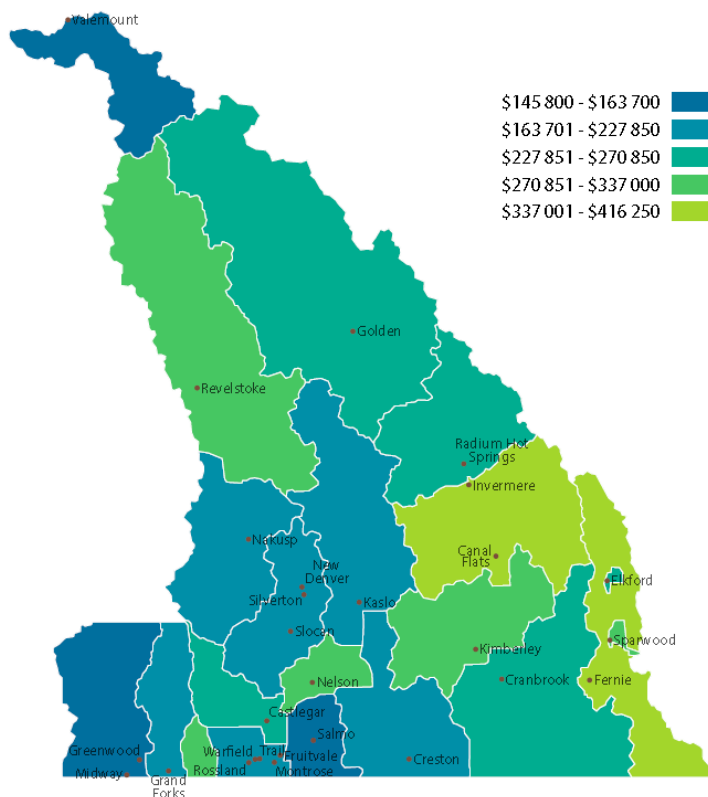 Valemount
$145 800 - $163 700
$163 701 - $227 850
$227 851 - $270 850
$270 851 - $337 000
$337 001 - $416 250
Golden
Revelstoke
Radium Hot
Springs
Invermere
Nakusp
Canal
Flats
New
Denver
Elkford
Silverton
Kaslo
Slocan
Sparwood
Kimberley
Nelson
Cranbrook
Fernie
Castlegar
Salmo
Greenwood
Warfield
Trail
Fruitvale
Creston
Midway
Rossland
Montrose
Grand
Forks